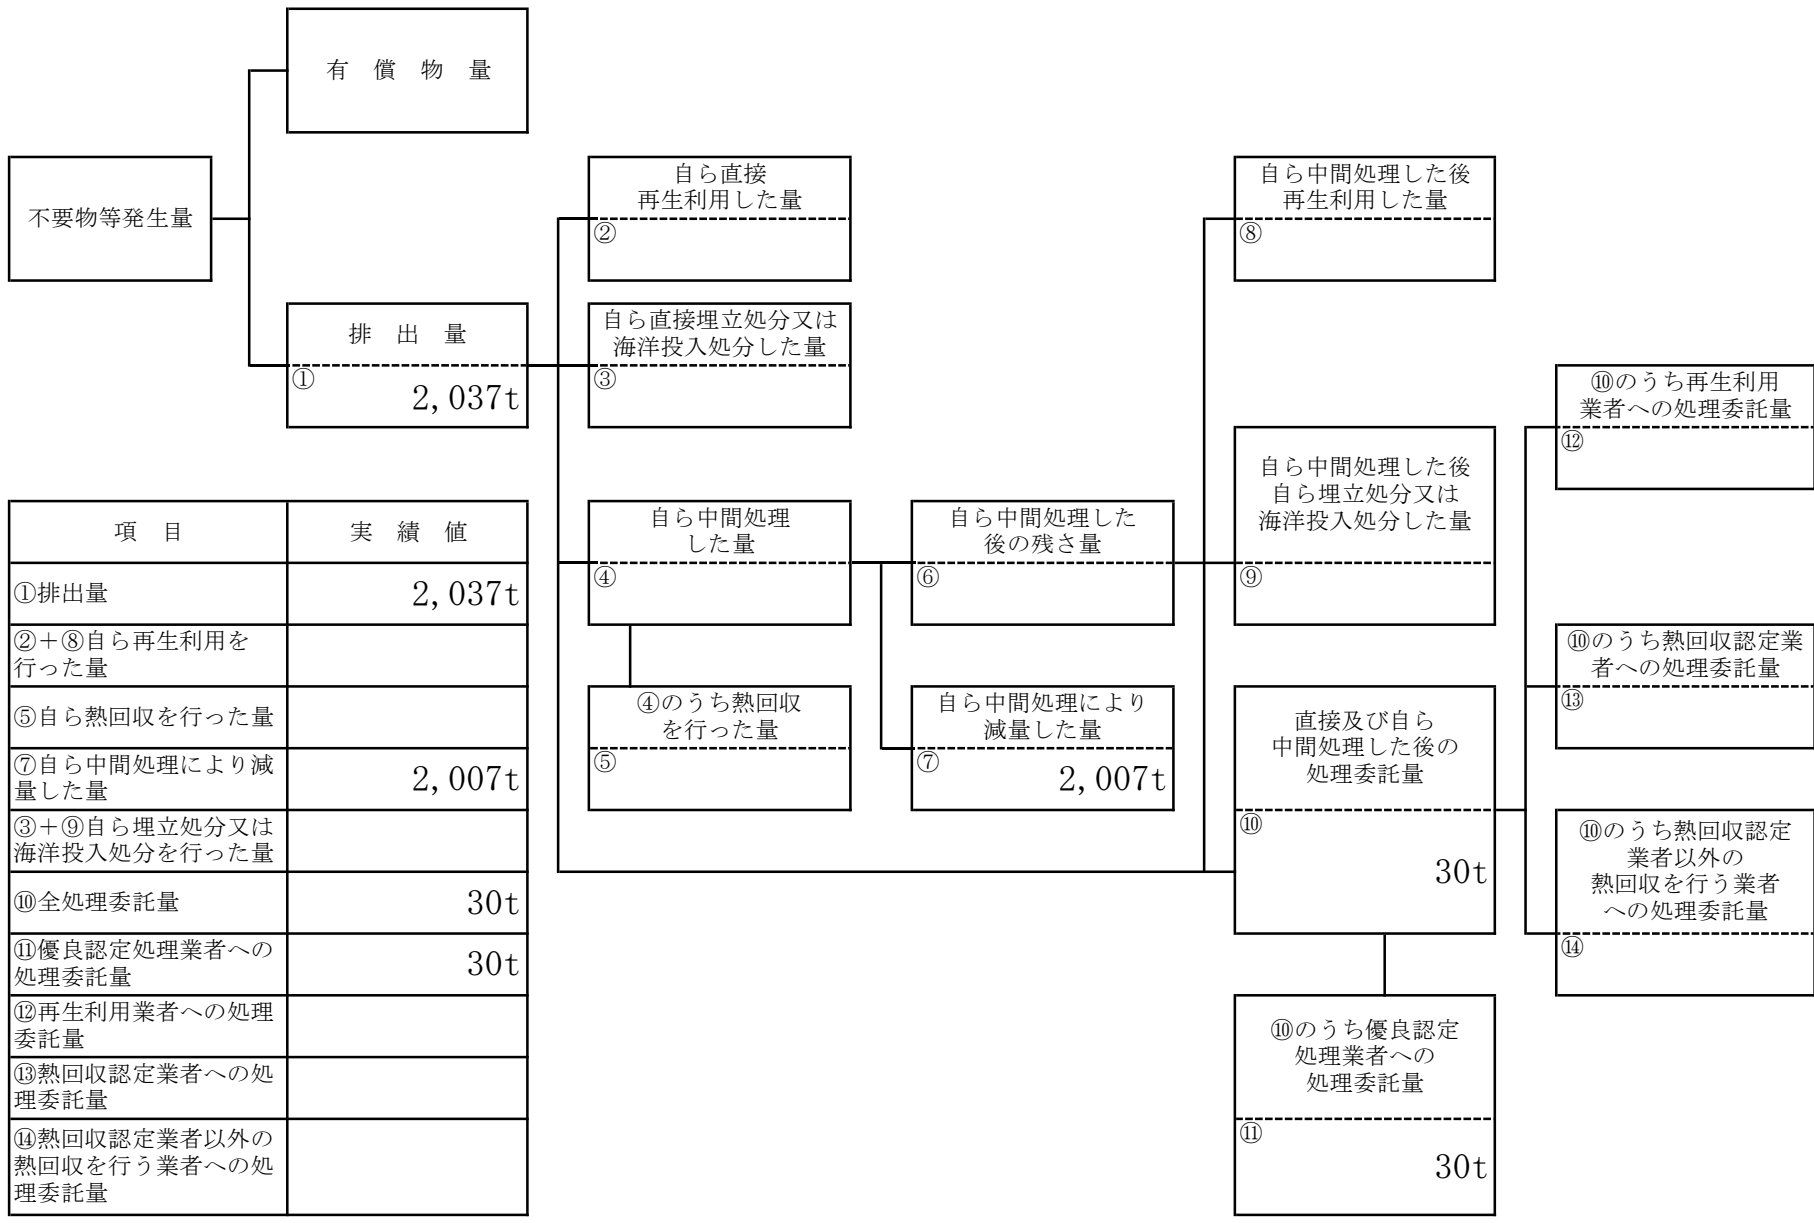 有 償 物 量
不要物等発生量
排 出 量
①
2,037t
自ら直接
再生利用した量
②
自ら直接埋立処分又は
海洋投入処分した量
③
自ら中間処理
した量
④
④のうち熱回収
を行った量
⑤
自ら中間処理した
後の残さ量
⑥
自ら中間処理により
減量した量
⑦
2,007t
自ら中間処理した後
再生利用した量
⑧
自ら中間処理した後
自ら埋立処分又は
海洋投入処分した量
⑨
直接及び自ら
中間処理した後の
処理委託量
⑩
30t
⑩のうち優良認定
処理業者への
処理委託量
⑪
30t
⑩のうち再生利用
業者への処理委託量
⑫
⑩のうち熱回収認定業
者への処理委託量
⑬
⑩のうち熱回収認定
業者以外の
熱回収を行う業者
への処理委託量
⑭
項 目 実 績 値
①排出量 2,037t
②＋⑧自ら再生利用を
行った量
⑤自ら熱回収を行った量
⑦自ら中間処理により減
量した量 2,007t
③＋⑨自ら埋立処分又は
海洋投入処分を行った量
⑩全処理委託量 30t
⑪優良認定処理業者への
処理委託量 30t
⑫再生利用業者への処理
委託量
⑬熱回収認定業者への処
理委託量
⑭熱回収認定業者以外の
熱回収を行う業者への処
理委託量